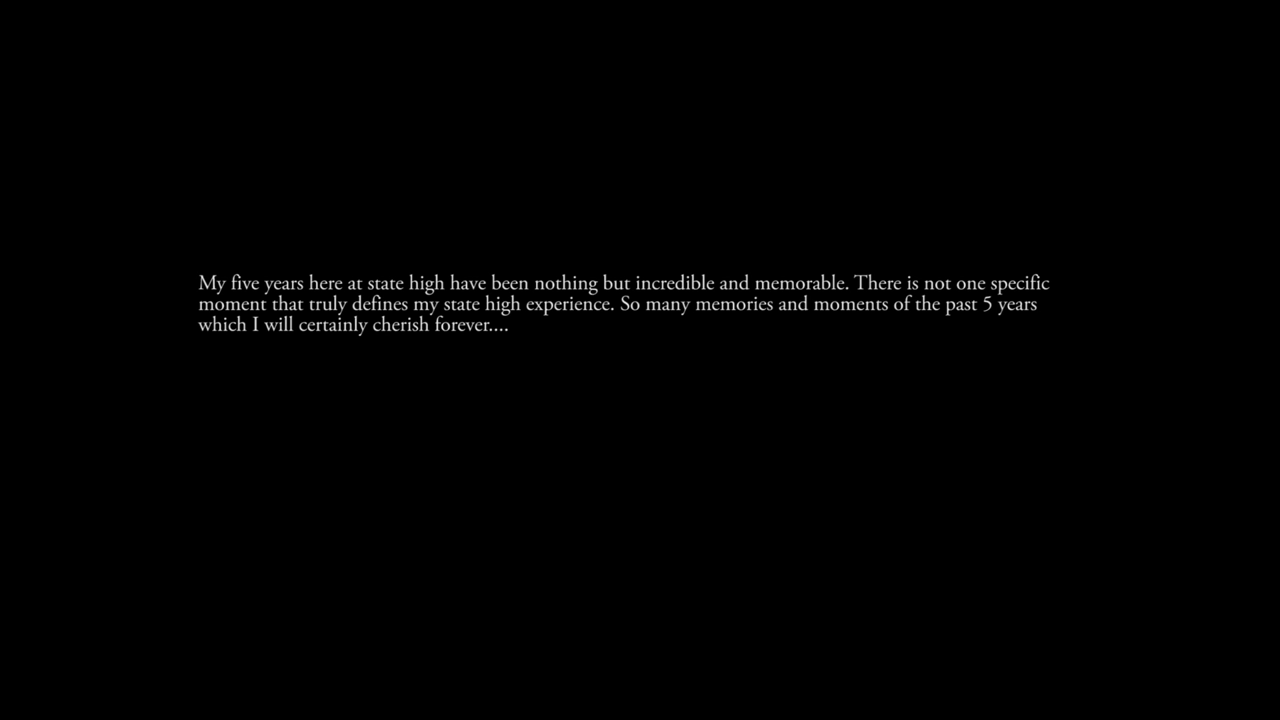 My five years here at state high have been nothing but incredible and memorable. There is not one specific
moment that truly defines my state high experience. So many memories and moments of the past 5 years
which I will certainly cherish forever....